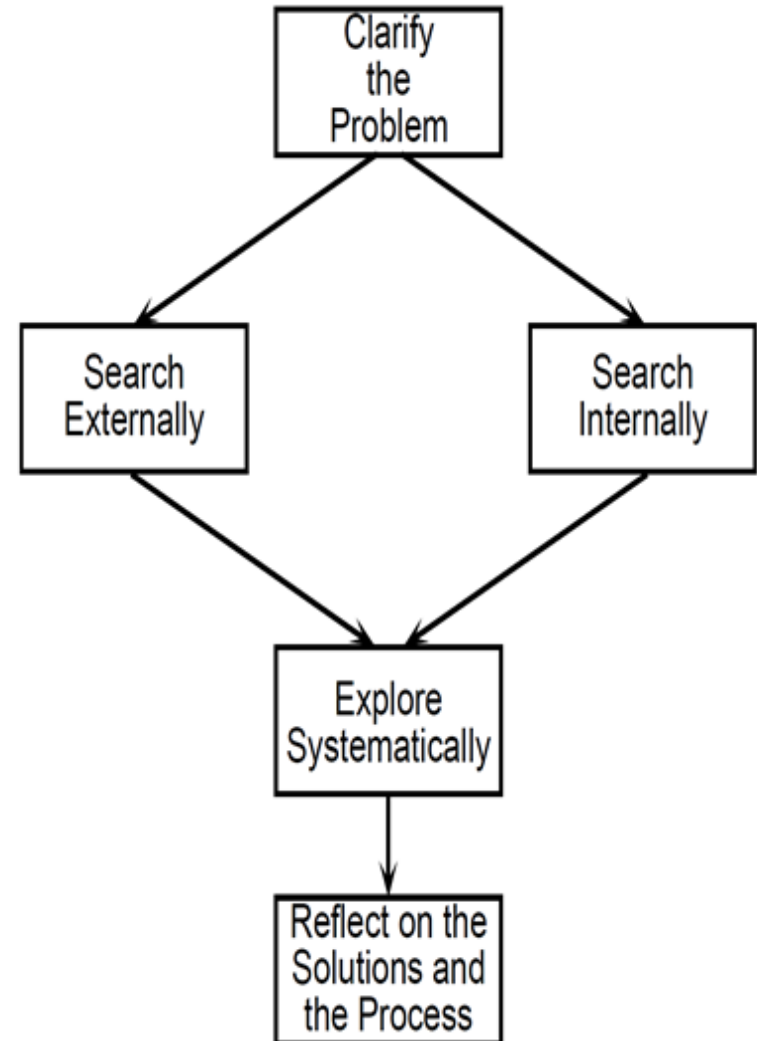 Clarify
the
Problem
Search
Externally
Search
Internally
Explore
Systematically
Reflect on the
Solutions and
the Process